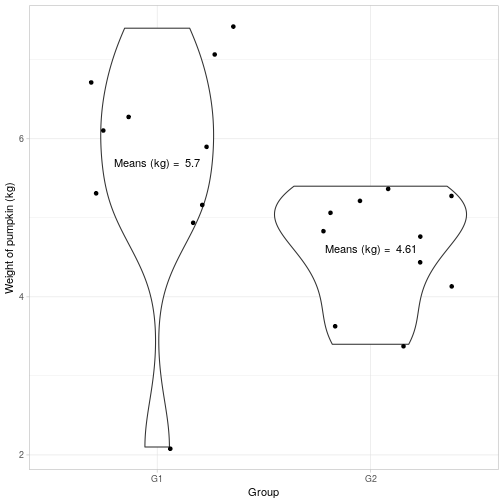 Weight of pumpkin (kg)
6
4
2
Means (kg) =  5.7
Means (kg) =  4.61
G1
G2
Group